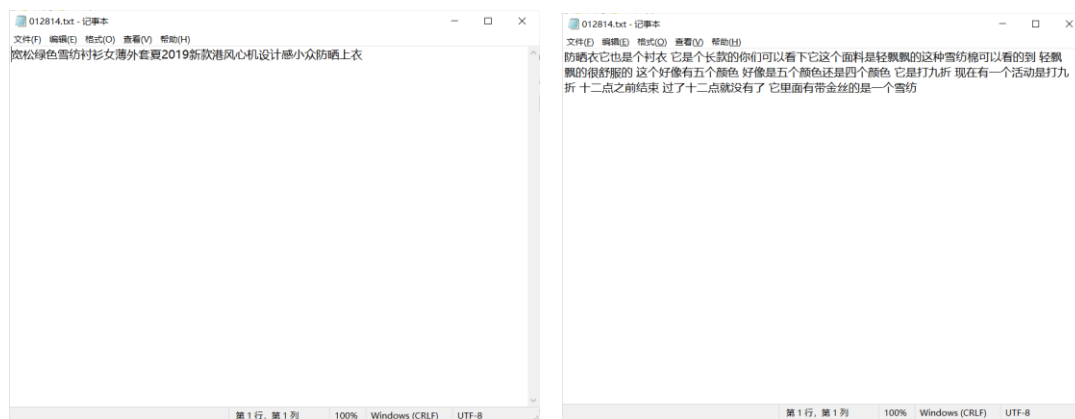 012814.txt - 记事本
文件(F) 编辑(E) 格式(O) 查看(V) 帮助(H)
宽松绿色雪纺衬衫女薄外套夏2019新款港风心机设计感小众防晒上衣
第 1 行，第 1 列 100% Windows (CRLF) UTF-8
012814.txt - 记事本
文件(F) 编辑(E) 格式(O) 查看(V) 帮助(H)
防晒衣它也是个衬衣 它是个长款的你们可以看下它这个面料是轻飘飘的这种雪纺棉可以看的到 轻飘
飘的很舒服的 这个好像有五个颜色 好像是五个颜色还是四个颜色 它是打九折 现在有一个活动是打九
折 十二点之前结束 过了十二点就没有了 它里面有带金丝的是一个雪纺
第 1 行，第 1 列 100% Windows (CRLF) UTF-8